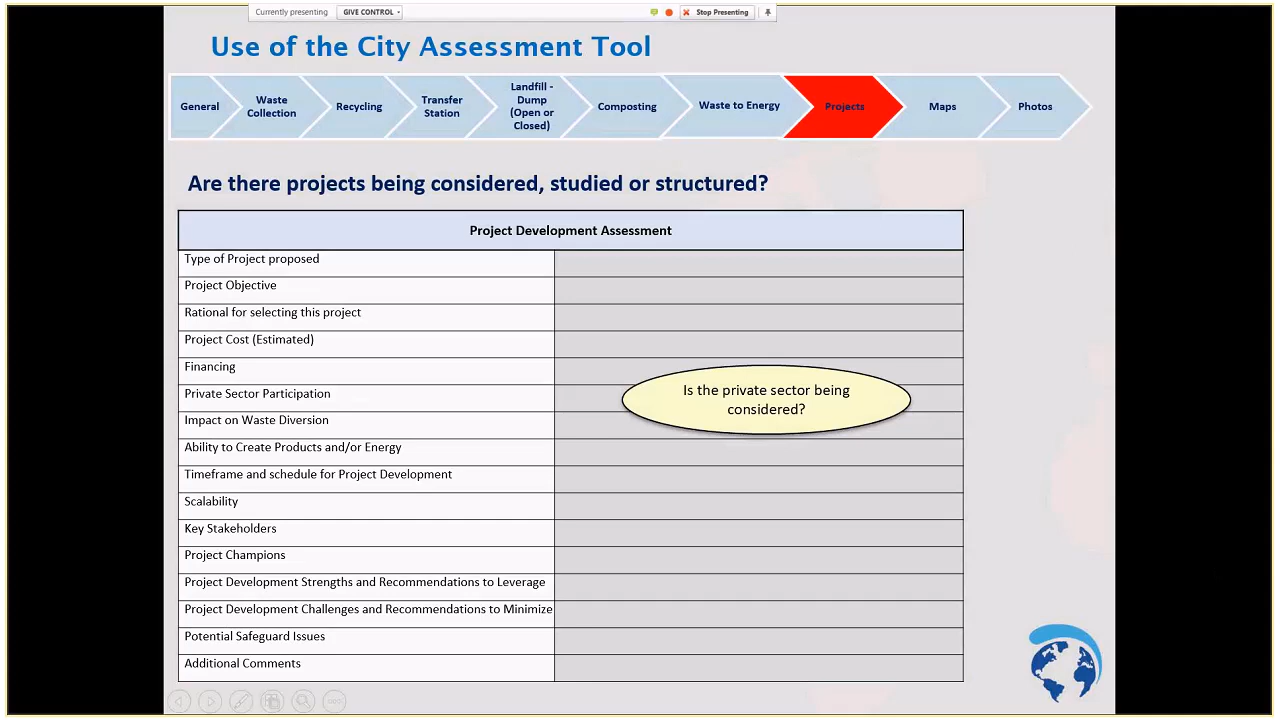 Currently presenting GIVE CONTROL Stop Presenting
Use of the City Assessment Tool
General
Waste
Collection
Recycling
Transfer
Station
Landfill -
Dump
(Open or
Closed)
Composting
Waste to Energy
Projects
Maps
Photos
Are there projects being considered, studied or structured?
Project Development Assessment
Type of Project proposed
Project Objective
Rational for selecting this project
Project Cost (Estimated)
Financing
Private Sector Participation
Is the private sector being
considered?
Impact on Waste Diversion
Ability to Create Products and/or Energy
Timeframe and schedule for Project Development
Scalability
Key Stakeholders
Project Champions
Project Development Strengths and Recommendations to Leverage
Project Development Challenges and Recommendations to Minimize
Potential Safeguard Issues
Additional Comments